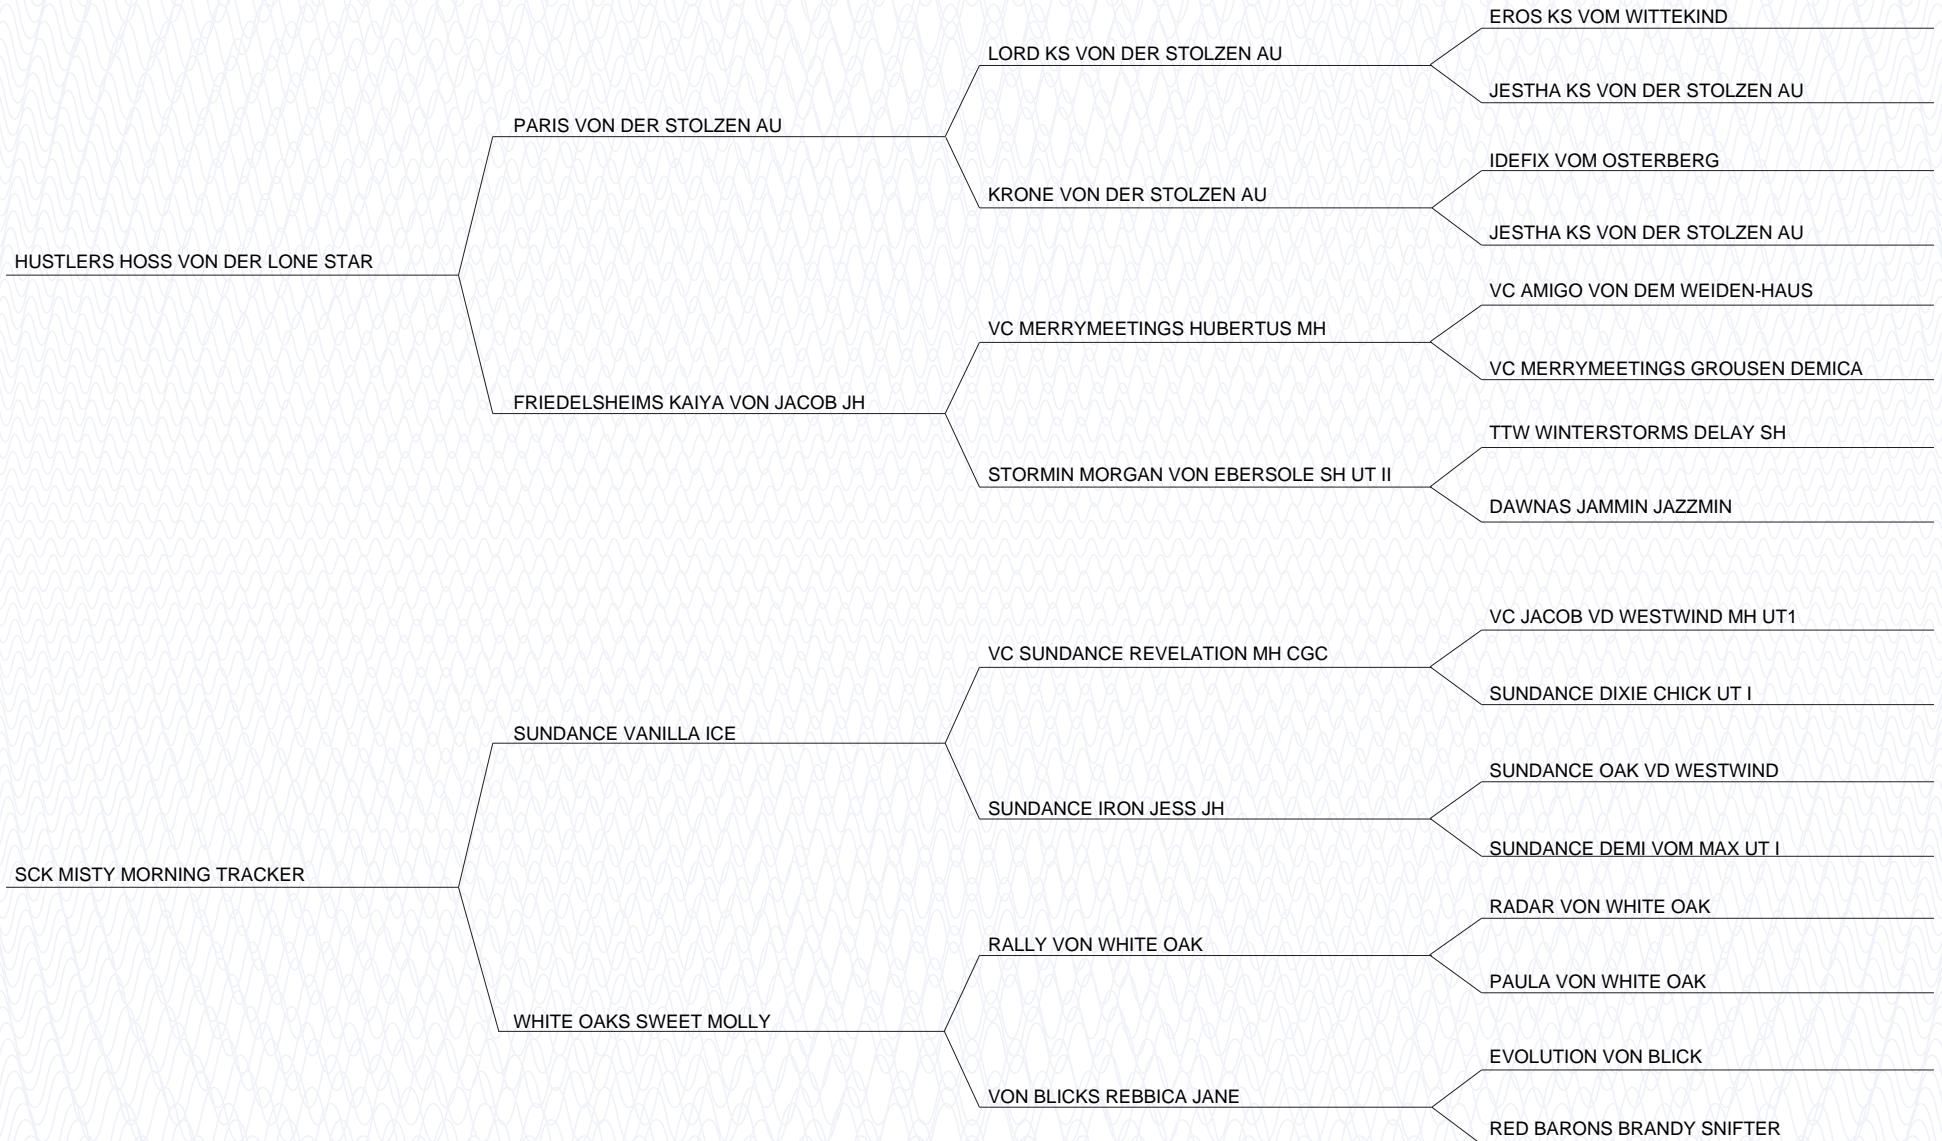 EROS KS VOM WITTEKIND
LORD KS VON DER STOLZEN AU
JESTHA KS VON DER STOLZEN AU
PARIS VON DER STOLZEN AU
IDEFIX VOM OSTERBERG
KRONE VON DER STOLZEN AU
JESTHA KS VON DER STOLZEN AU
HUSTLERS HOSS VON DER LONE STAR
VC AMIGO VON DEM WEIDEN-HAUS
VC MERRYMEETINGS HUBERTUS MH
VC MERRYMEETINGS GROUSEN DEMICA
FRIEDELSHEIMS KAIYA VON JACOB JH
TTW WINTERSTORMS DELAY SH
STORMIN MORGAN VON EBERSOLE SH UT II
DAWNAS JAMMIN JAZZMIN
VC JACOB VD WESTWIND MH UT1
VC SUNDANCE REVELATION MH CGC
SUNDANCE DIXIE CHICK UT I
SUNDANCE VANILLA ICE
SUNDANCE OAK VD WESTWIND
SUNDANCE IRON JESS JH
SUNDANCE DEMI VOM MAX UT I
SCK MISTY MORNING TRACKER
RADAR VON WHITE OAK
RALLY VON WHITE OAK
PAULA VON WHITE OAK
WHITE OAKS SWEET MOLLY
EVOLUTION VON BLICK
VON BLICKS REBBICA JANE
RED BARONS BRANDY SNIFTER